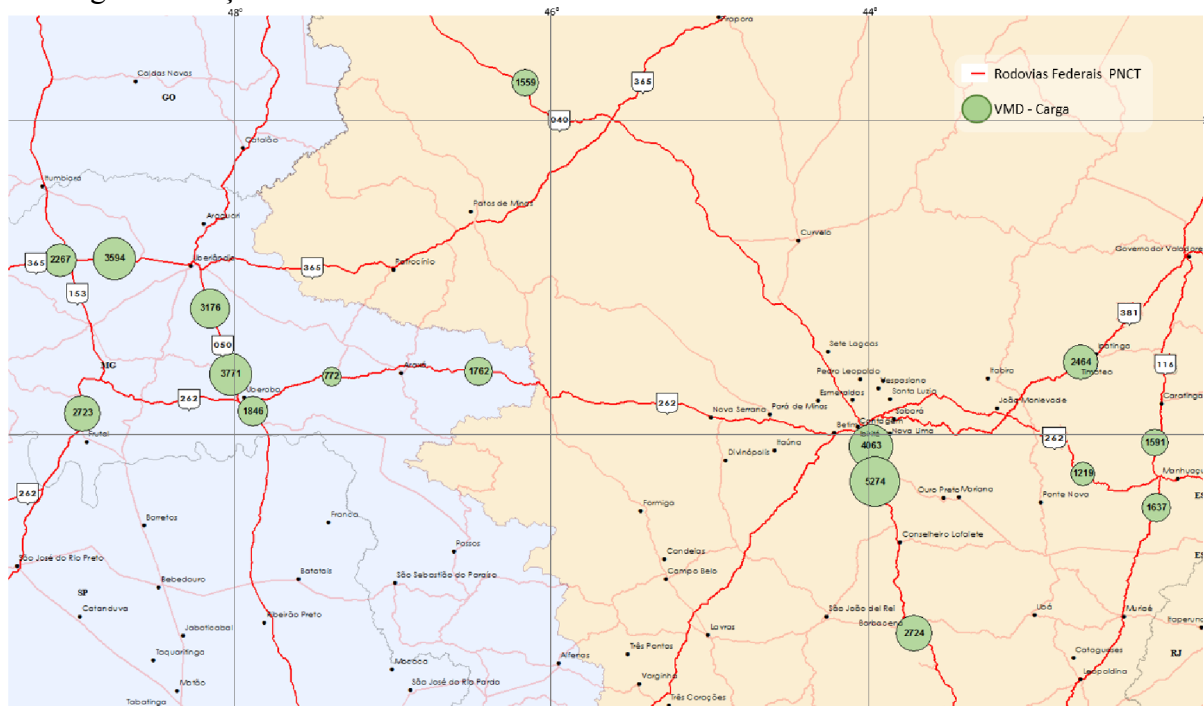 48°
46°
44°
Pirapora
Caldas Novas
GO
1559
365
Rodovias Federais PNCT
VMD - Carga
040
Catalão
Itumbiara
Patos de Minas
Araguari
Curvelo
365
2267
3594
Uberlândia
365
Patrocínio
Governador Valadares
153
3176
381
050
Sete Lagoas
Ipatinga
2464
Timóteo
MG
3771
772
Araxá
1762
Pedro Leopoldo
Vespasiano
Itabira
116
Santa Luzia
262
Uberaba
262
Esmeraldas
João Monlevade
Caratinga
2723
1846
Nova Serrana
Pará de Minas
Sabará
Contagem
Betim
Nova Lima
262
Frutal
4063
1591
Itaúna
Divinópolis
1219
Manhuaçu
262
5274
Ouro Preto
Mariana
Ponte Nova
ES
Formiga
1637
Barretos
Franca
Conselheiro Lafaiete
Passos
Candeias
ES
São José do Rio Preto
Campo Belo
Bebedouro
Batatais
São Sebastião do Paraíso
SP
Catanduva
Ribeirão Preto
São João del Rei
Ubá
Muriaé
Barbacena
Itaperuna
Jaboticabal
Lavras
2724
Taquaritinga
Três Pontas
Cataguases
RJ
Mococa
Alfenas
Leopoldina
Varginha
Matão
São José do Rio Pardo
Tabatinga
Três Corações